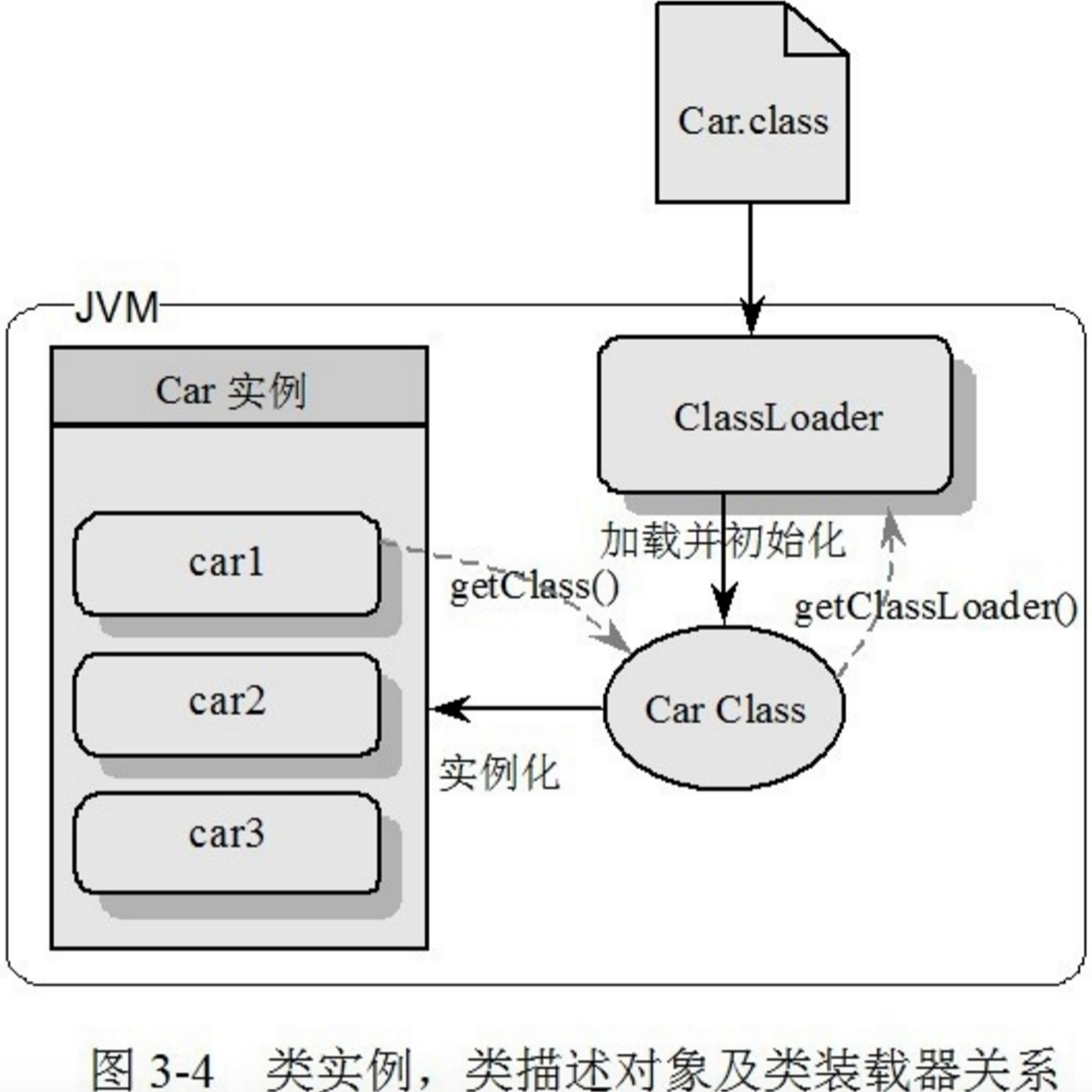 Car.class
JVM
Car 实例
ClassLoader
加载并初始化
car1
getClass()
getClassLoader()
car2
Car Class
实例化
car3
图 3-4 类实例，类描述对象及类装载器关系